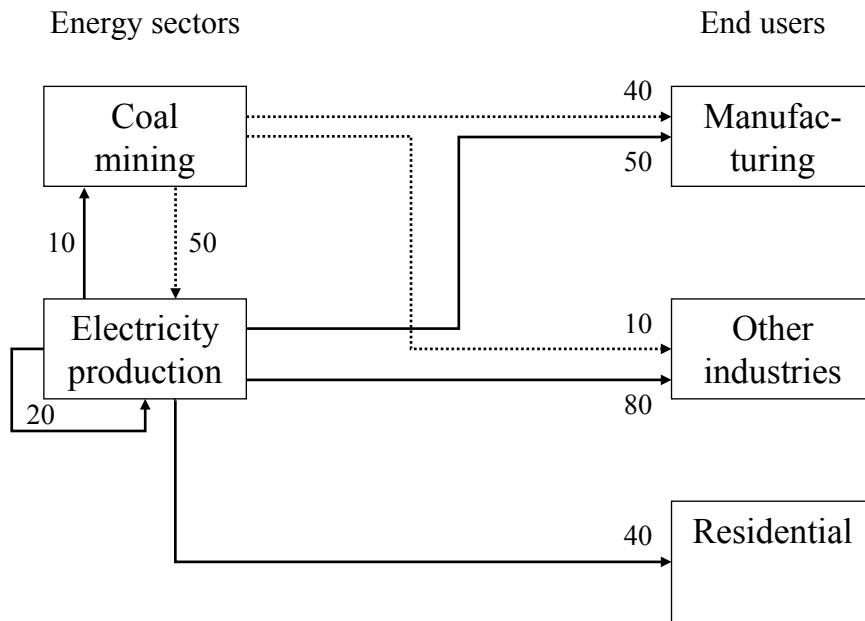 Energy sectors
End users
Coal
mining
40
Manufac-
turing
50
10
50
Electricity
production
10
Other
industries
80
20
40
Residential